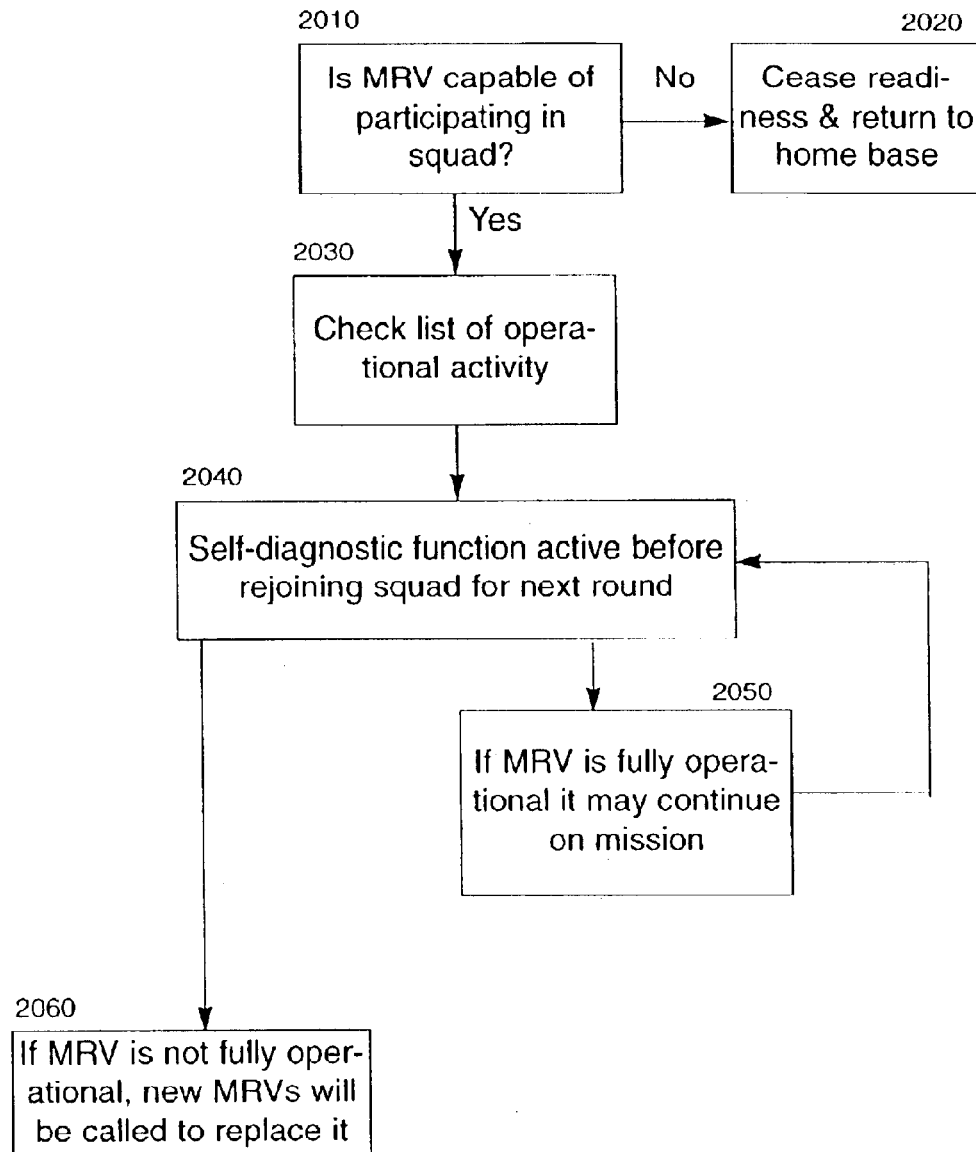 2010
Is MRV capable of
participating in
squad?
No
2020
Cease readi-
ness & return to
home base
Yes
2030
Check list of opera-
tional activity
2040
Self-diagnostic function active before
rejoining squad for next round
2050
If MRV is fully opera-
tional it may continue
on mission
2060
If MRV is not fully oper-
ational, new MRVs will
be called to replace it